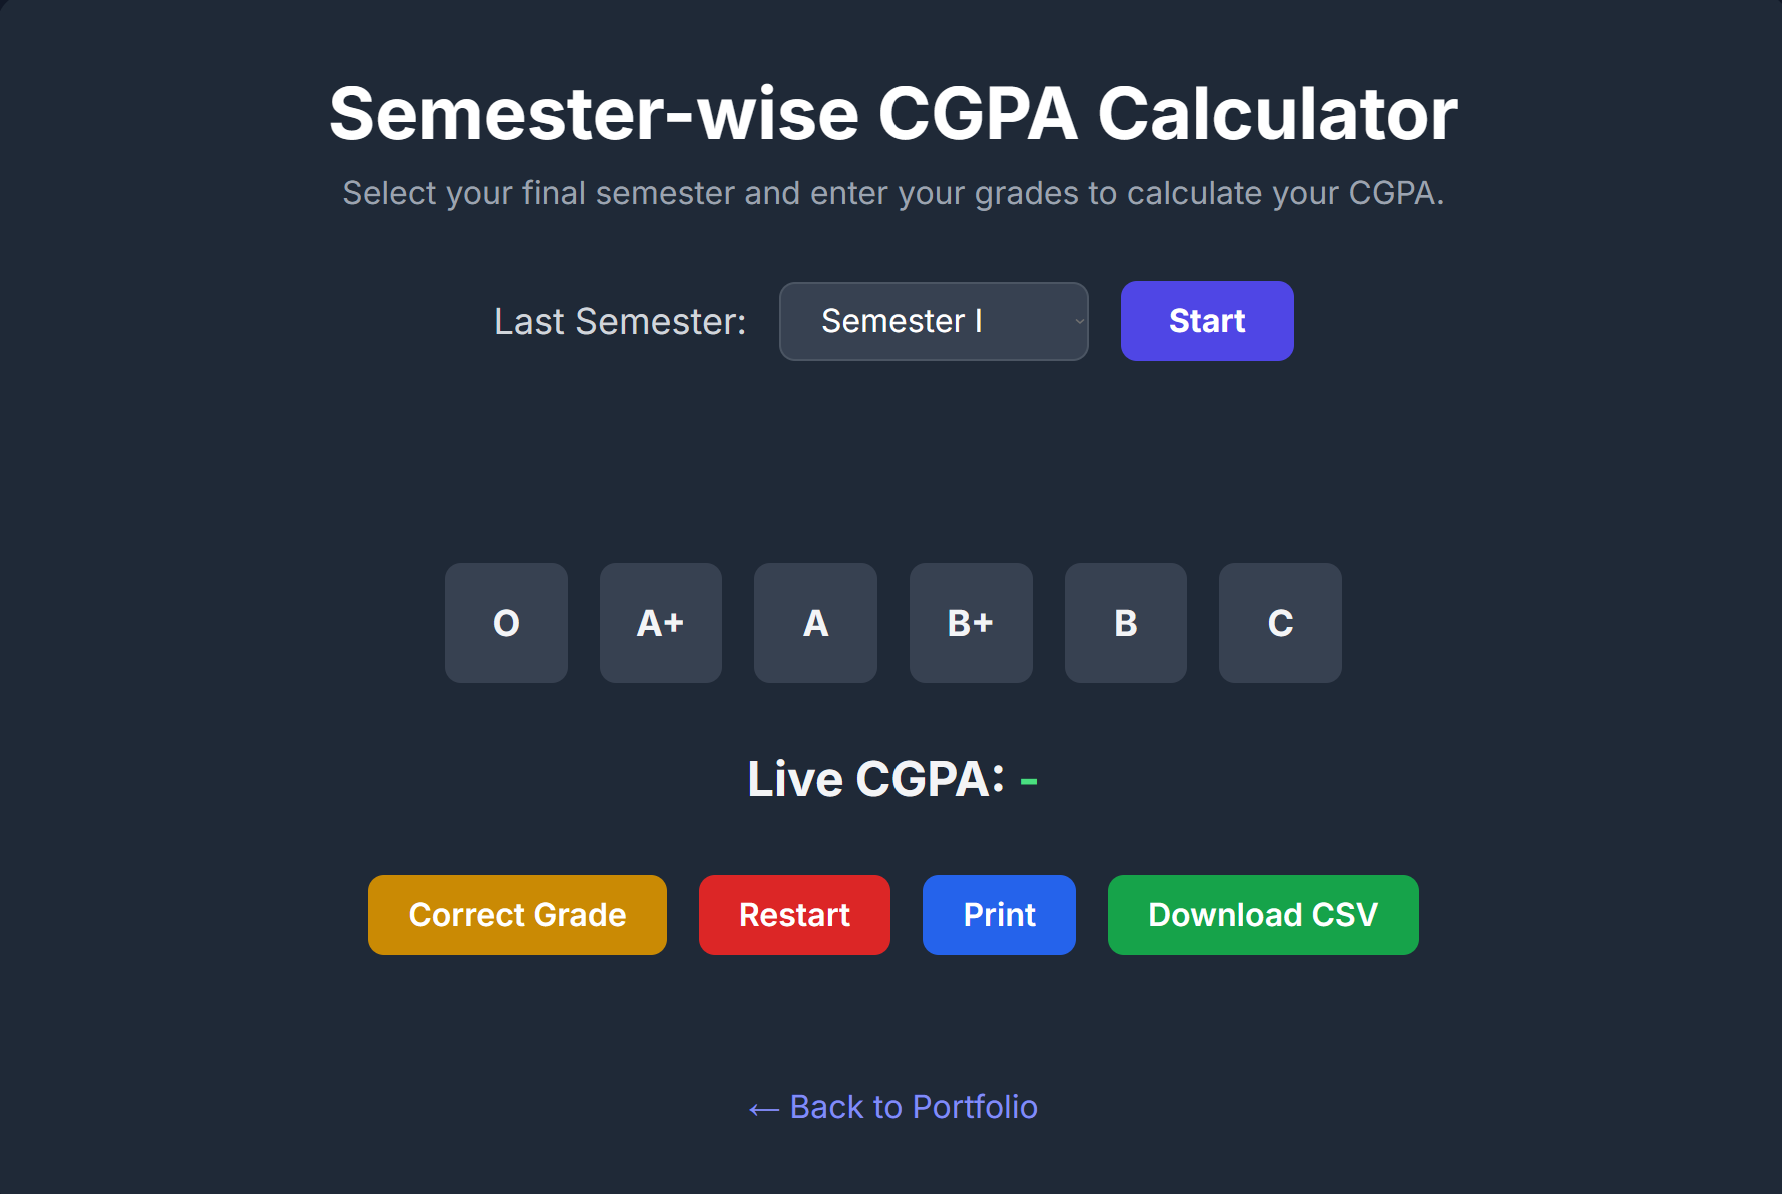 Semester-wise CGPA Calculator
Select your final semester and enter your grades to calculate your CGPA.
Last Semester: Semester I Start
O A+ A B+ B C
Live CGPA: -
Correct Grade Restart Print Download CSV
← Back to Portfolio